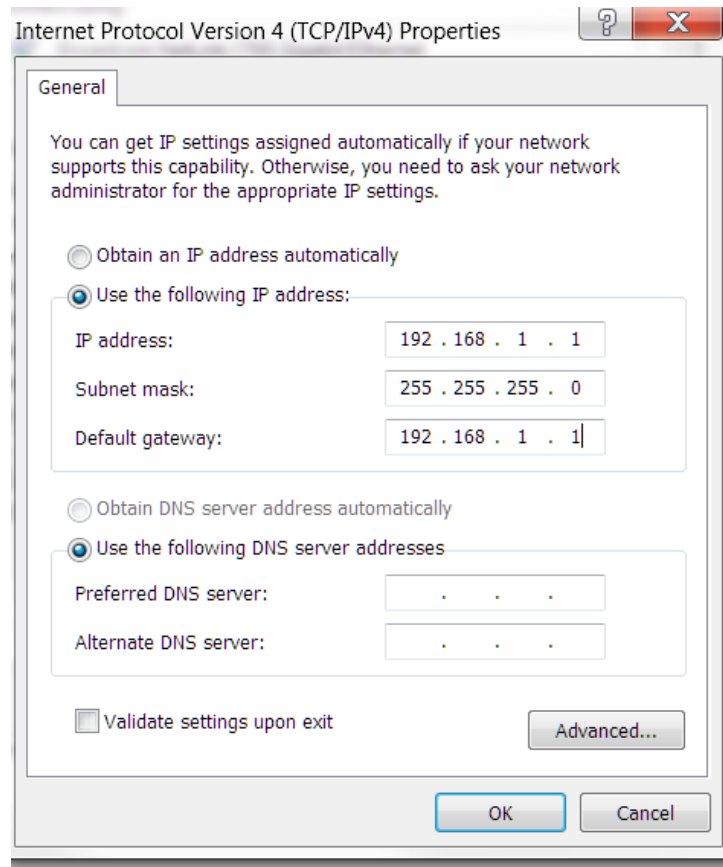 Internet Protocol Version 4 (TCP/IPv4) Properties
General
You can get IP settings assigned automatically if your network
supports this capability. Otherwise, you need to ask your network
administrator for the appropriate IP settings.
Obtain an IP address automatically
Use the following IP address:
IP address: 192 . 168 . 1 . 1
Subnet mask: 255 . 255 . 255 . 0
Default gateway: 192 . 168 . 1 . 1
Obtain DNS server address automatically
Use the following DNS server addresses
Preferred DNS server: . . .
Alternate DNS server: . . .
Validate settings upon exit
Advanced...
OK Cancel